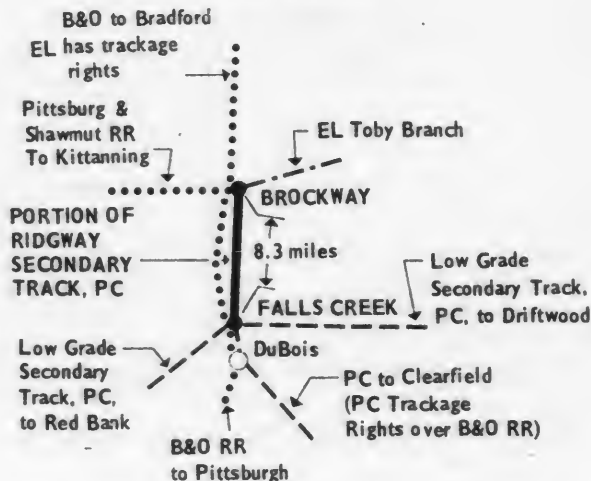 B&O to Bradford
EL has trackage
rights
Pittsburg &
Shawmut RR
To Kittanning
EL Toby Branch
BROCKWAY
PORTION OF
RIDGWAY
SECONDARY
TRACK, PC
8.3 miles
Low Grade
Secondary Track,
PC, to Driftwood
FALLS CREEK
DuBois
Low Grade
Secondary
Track, PC,
to Red Bank
PC to Clearfield
(PC Trackage
Rights over B&O RR)
B&O RR
to Pittsburgh